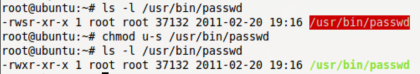 root@ubuntu:~# ls -l /usr/bin/passwd
-rwsr-xr-x 1 root root 37132 2011-02-20 19:16 /usr/bin/passwd
root@ubuntu:~# chmod u-s /usr/bin/passwd
root@ubuntu:~# ls -l /usr/bin/passwd
-rwxr-xr-x 1 root root 37132 2011-02-20 19:16 /usr/bin/passwd